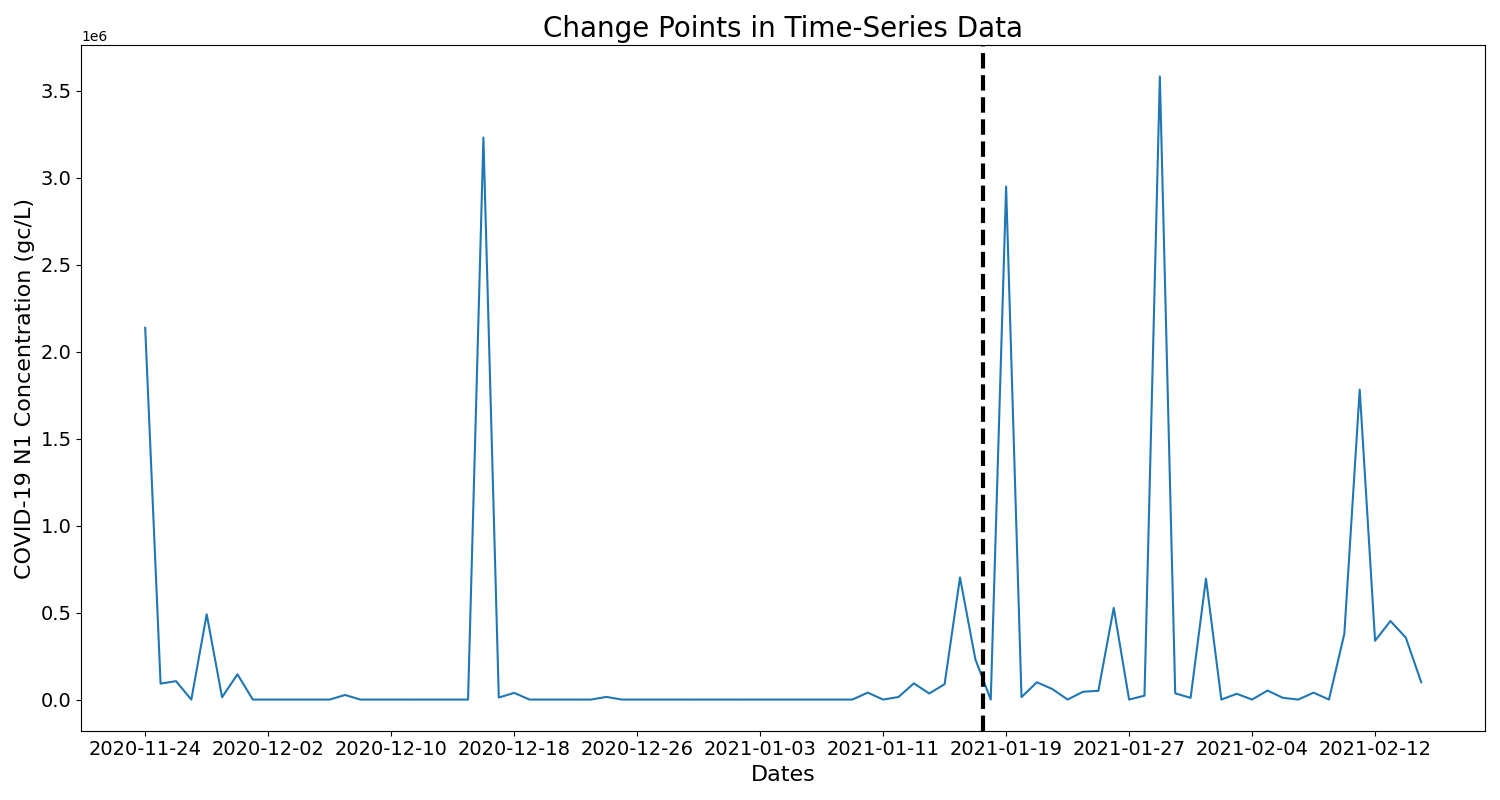 Change Points in Time-Series Data
1e6
3.5
3.0
2.5
2.0
1.5
1.0
0.5
0.0
COVID-19 N1 Concentration (gc/L)
2020-11-24 2020-12-02 2020-12-10 2020-12-18 2020-12-26 2021-01-03 2021-01-11 2021-01-19 2021-01-27 2021-02-04 2021-02-12
Dates